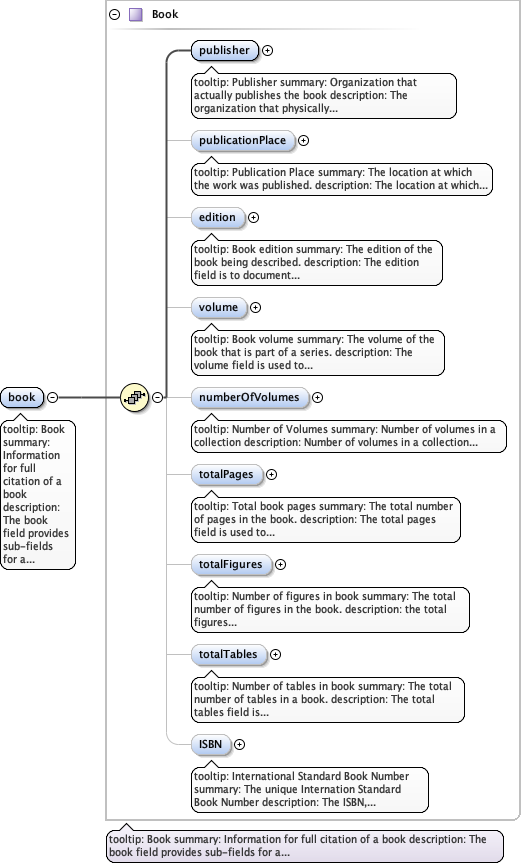 Book
publisher
tooltip: Publisher summary: Organization that
actually publishes the book description: The
organization that physically...
publicationPlace
tooltip: Publication Place summary: The location at which
the work was published. description: The location at which...
edition
tooltip: Book edition summary: The edition of the
book being described. description: The edition
field is to document...
volume
tooltip: Book volume summary: The volume of the
book that is part of a series. description: The
volume field is used to...
book
tooltip: Book
summary:
Information
for full
citation of a
book
description:
The book
field provides
sub-fields
for a...
numberOfVolumes
tooltip: Number of Volumes summary: Number of volumes in a
collection description: Number of volumes in a collection...
totalPages
tooltip: Total book pages summary: The total number
of pages in the book. description: The total pages
field is used to...
totalFigures
tooltip: Number of figures in book summary: The total
number of figures in the book. description: the total
figures...
totalTables
tooltip: Number of tables in book summary: The total
number of tables in a book. description: The total
tables field is...
ISBN
tooltip: International Standard Book Number
summary: The unique Internation Standard
Book Number description: The ISBN,...
tooltip: Book summary: Information for full citation of a book description: The
book field provides sub-fields for a...